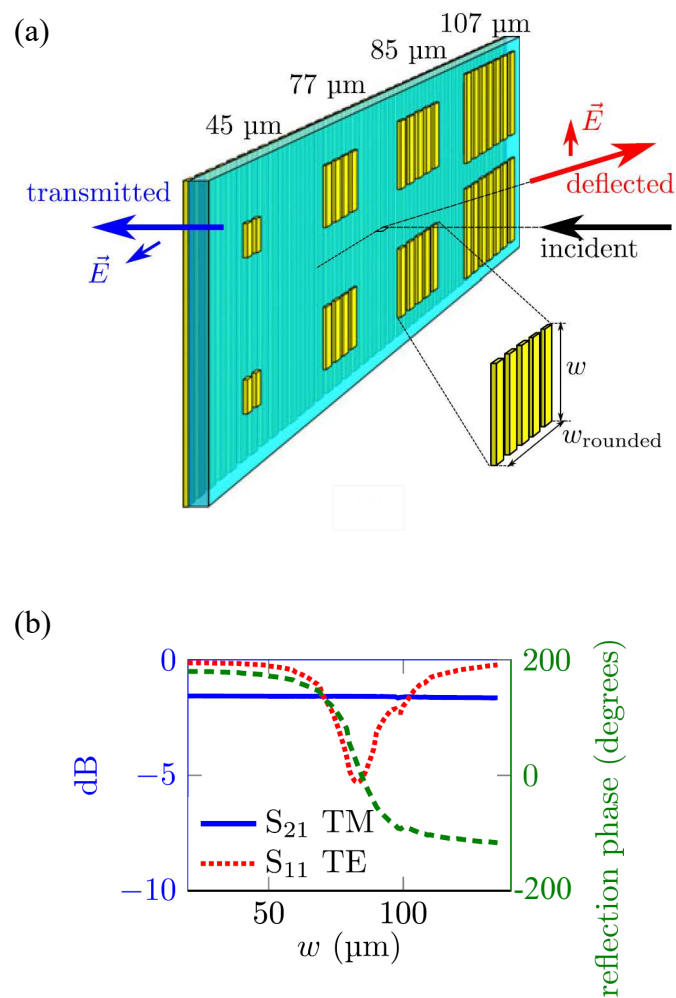 (a)
107 µm
85 µm
77 µm
45 µm
E⃗
transmitted
deflected
incident
E⃗
w
w_rounded
(b)
0
200
dB
−5
0
reflection phase (degrees)
S₂₁ TM
S₁₁ TE
−10
-200
50
100
w (µm)